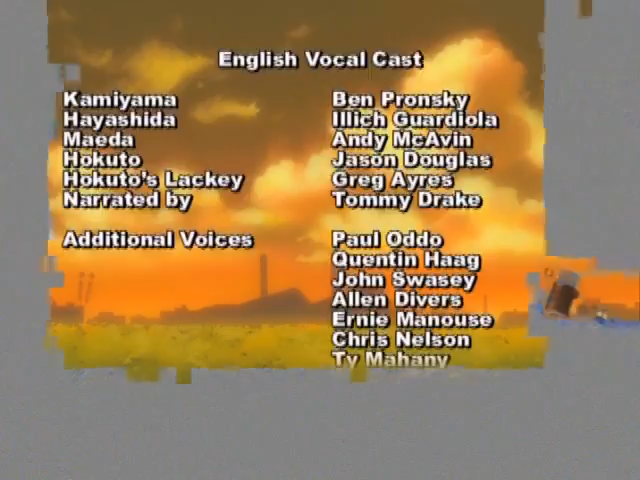 English Vocal Cast
Kamiyama Ben Pronsky
Hayashida Illich Guardiola
Maeda Andy McAvin
Hokuto Jason Douglas
Hokuto's Lackey Greg Ayres
Narrated by Tommy Drake
Additional Voices Paul Oddo
Quentin Haag
John Swasey
Allen Divers
Ernie Manouse
Chris Nelson
Ty Mahany